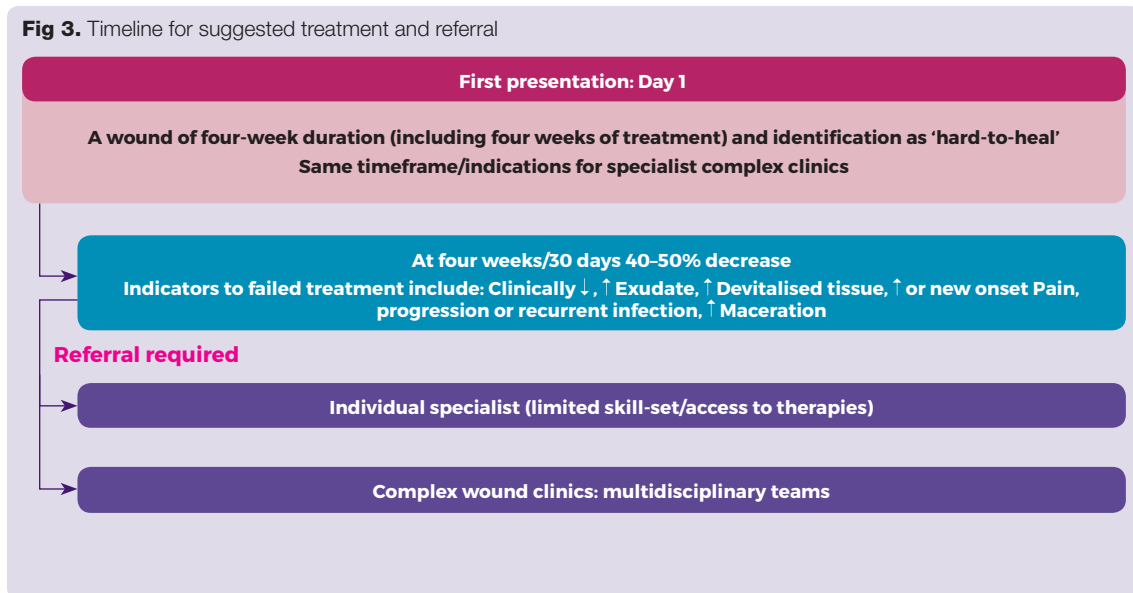 Fig 3. Timeline for suggested treatment and referral
First presentation: Day 1
A wound of four-week duration (including four weeks of treatment) and identification as ‘hard-to-heal’
Same timeframe/indications for specialist complex clinics
At four weeks/30 days 40–50% decrease
Indicators to failed treatment include: Clinically ↓, ↑ Exudate, ↑ Devitalised tissue, ↑ or new onset Pain,
progression or recurrent infection, ↑ Maceration
Referral required
Individual specialist (limited skill-set/access to therapies)
Complex wound clinics: multidisciplinary teams